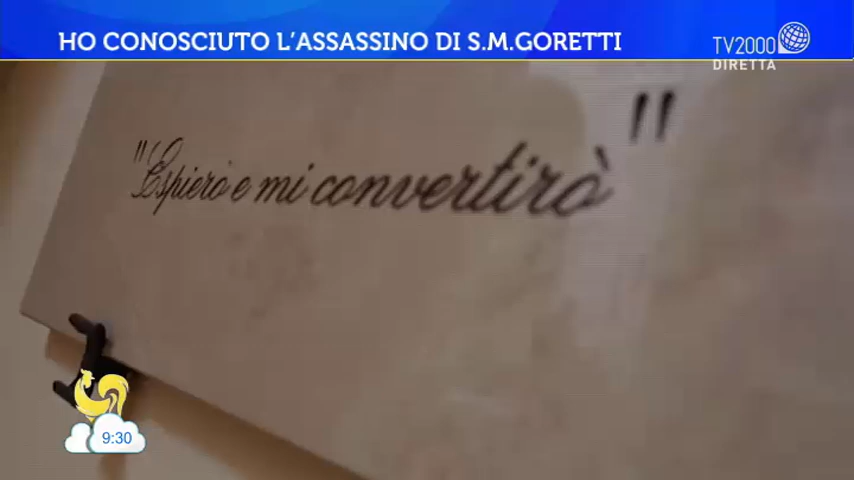 HO CONOSCIUTO L'ASSASSINO DI S.M.GORETTI
TV2000
DIRETTA
"Espierò e mi convertirò"
9:30